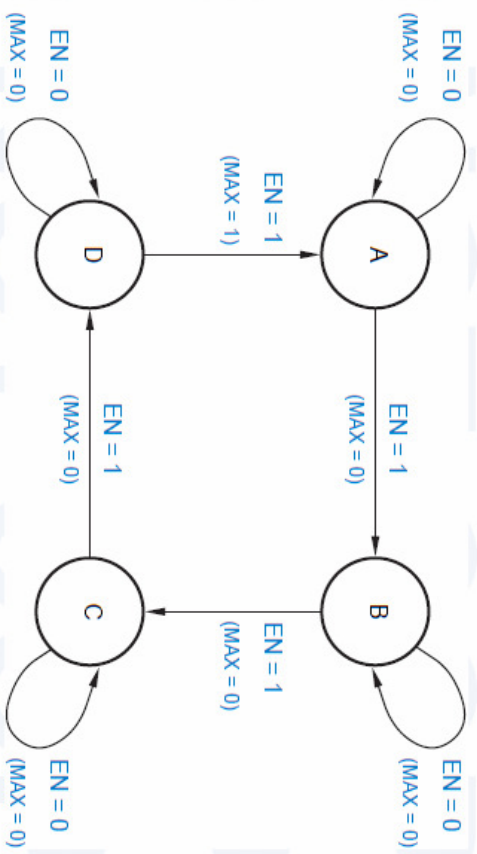 EN = 0
(MAX = 0)
EN = 0
(MAX = 0)
EN = 1
(MAX = 0)
A
B
EN = 1
(MAX = 1)
EN = 1
(MAX = 0)
EN = 1
(MAX = 0)
D
C
EN = 0
(MAX = 0)
EN = 0
(MAX = 0)